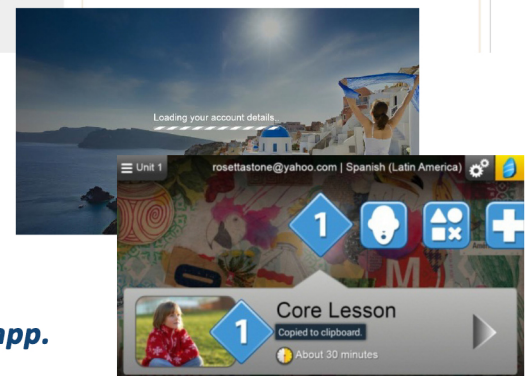 Loading your account details..
Unit 1
rosettastone@yahoo.com | Spanish (Latin America)
1
M
1
Core Lesson
Copied to clipboard.
About 30 minutes
app.